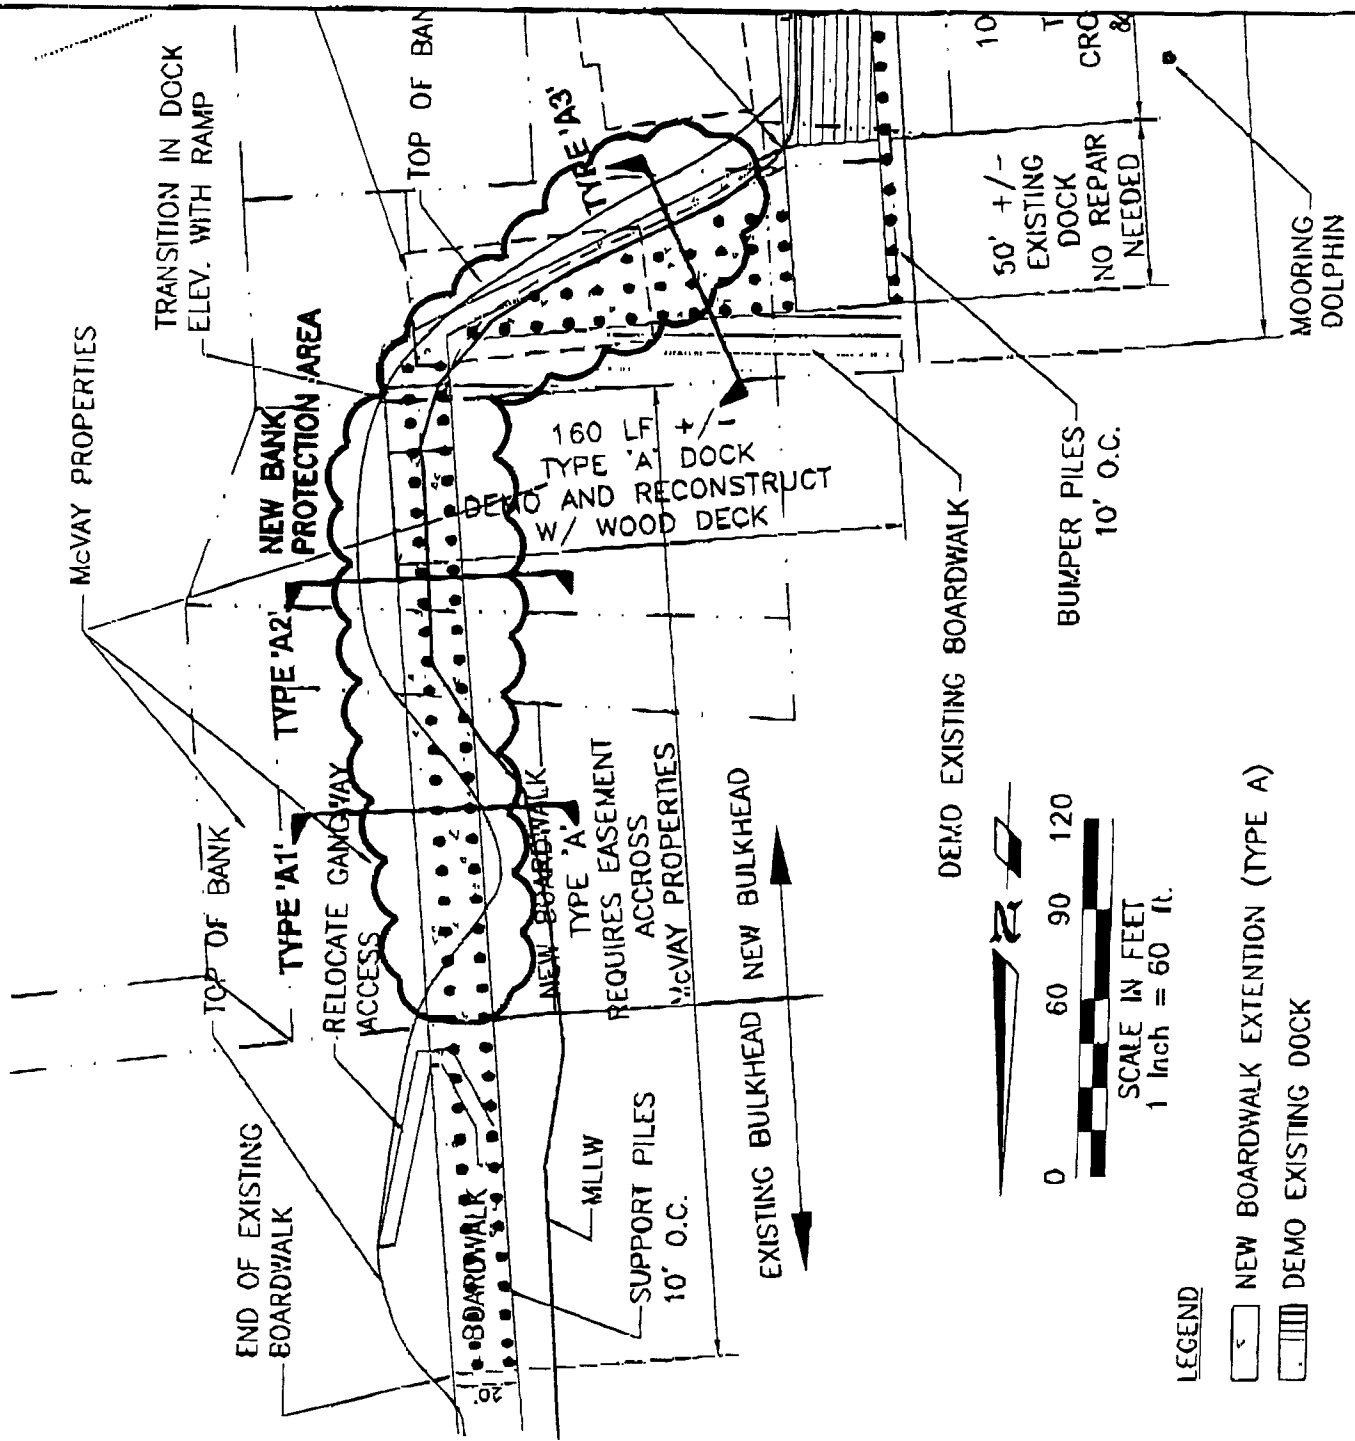 McVAY PROPERTIES
TRANSITION IN DOCK
ELEV. WITH RAMP
TOP OF BAN
TYPE 'A3'
10
T
CRO
&
NEW BANK
PROTECTION AREA
50' +/-
EXISTING
DOCK
NO REPAIR
NEEDED
MOORING
DOLPHIN
160 LF +/-
TYPE 'A' DOCK
DEMO AND RECONSTRUCT
W/ WOOD DECK
BUMPER PILES
10' O.C.
DEMO EXISTING BOARDWALK
TYPE 'A2'
TYPE 'A1'
TOP OF BANK
RELOCATE GANGWAY
ACCESS
NEW BOARDWALK
TYPE 'A'
REQUIRES EASEMENT
ACCROSS
McVAY PROPERTIES
EXISTING BULKHEAD NEW BULKHEAD
END OF EXISTING
BOARDWALK
BOARDWALK
20'
MLLW
SUPPORT PILES
10' O.C.
0 60 90 120
SCALE IN FEET
1 Inch = 60 ft.
LEGEND
NEW BOARDWALK EXTENTION (TYPE A)
DEMO EXISTING DOCK